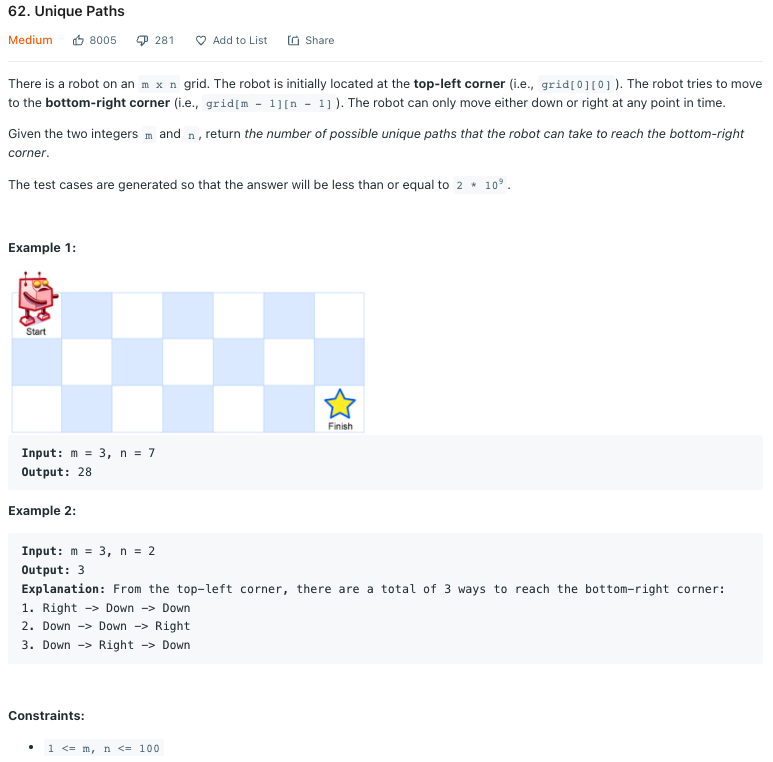 62. Unique Paths
Medium 8005 281 Add to List Share
There is a robot on an m x n grid. The robot is initially located at the top-left corner (i.e., grid[0][0]). The robot tries to move
to the bottom-right corner (i.e., grid[m - 1][n - 1]). The robot can only move either down or right at any point in time.
Given the two integers m and n, return the number of possible unique paths that the robot can take to reach the bottom-right
corner.
The test cases are generated so that the answer will be less than or equal to 2 * 10⁹.
Example 1:
Start
Finish
Input: m = 3, n = 7
Output: 28
Example 2:
Input: m = 3, n = 2
Output: 3
Explanation: From the top-left corner, there are a total of 3 ways to reach the bottom-right corner:
1. Right -> Down -> Down
2. Down -> Down -> Right
3. Down -> Right -> Down
Constraints:
• 1 <= m, n <= 100